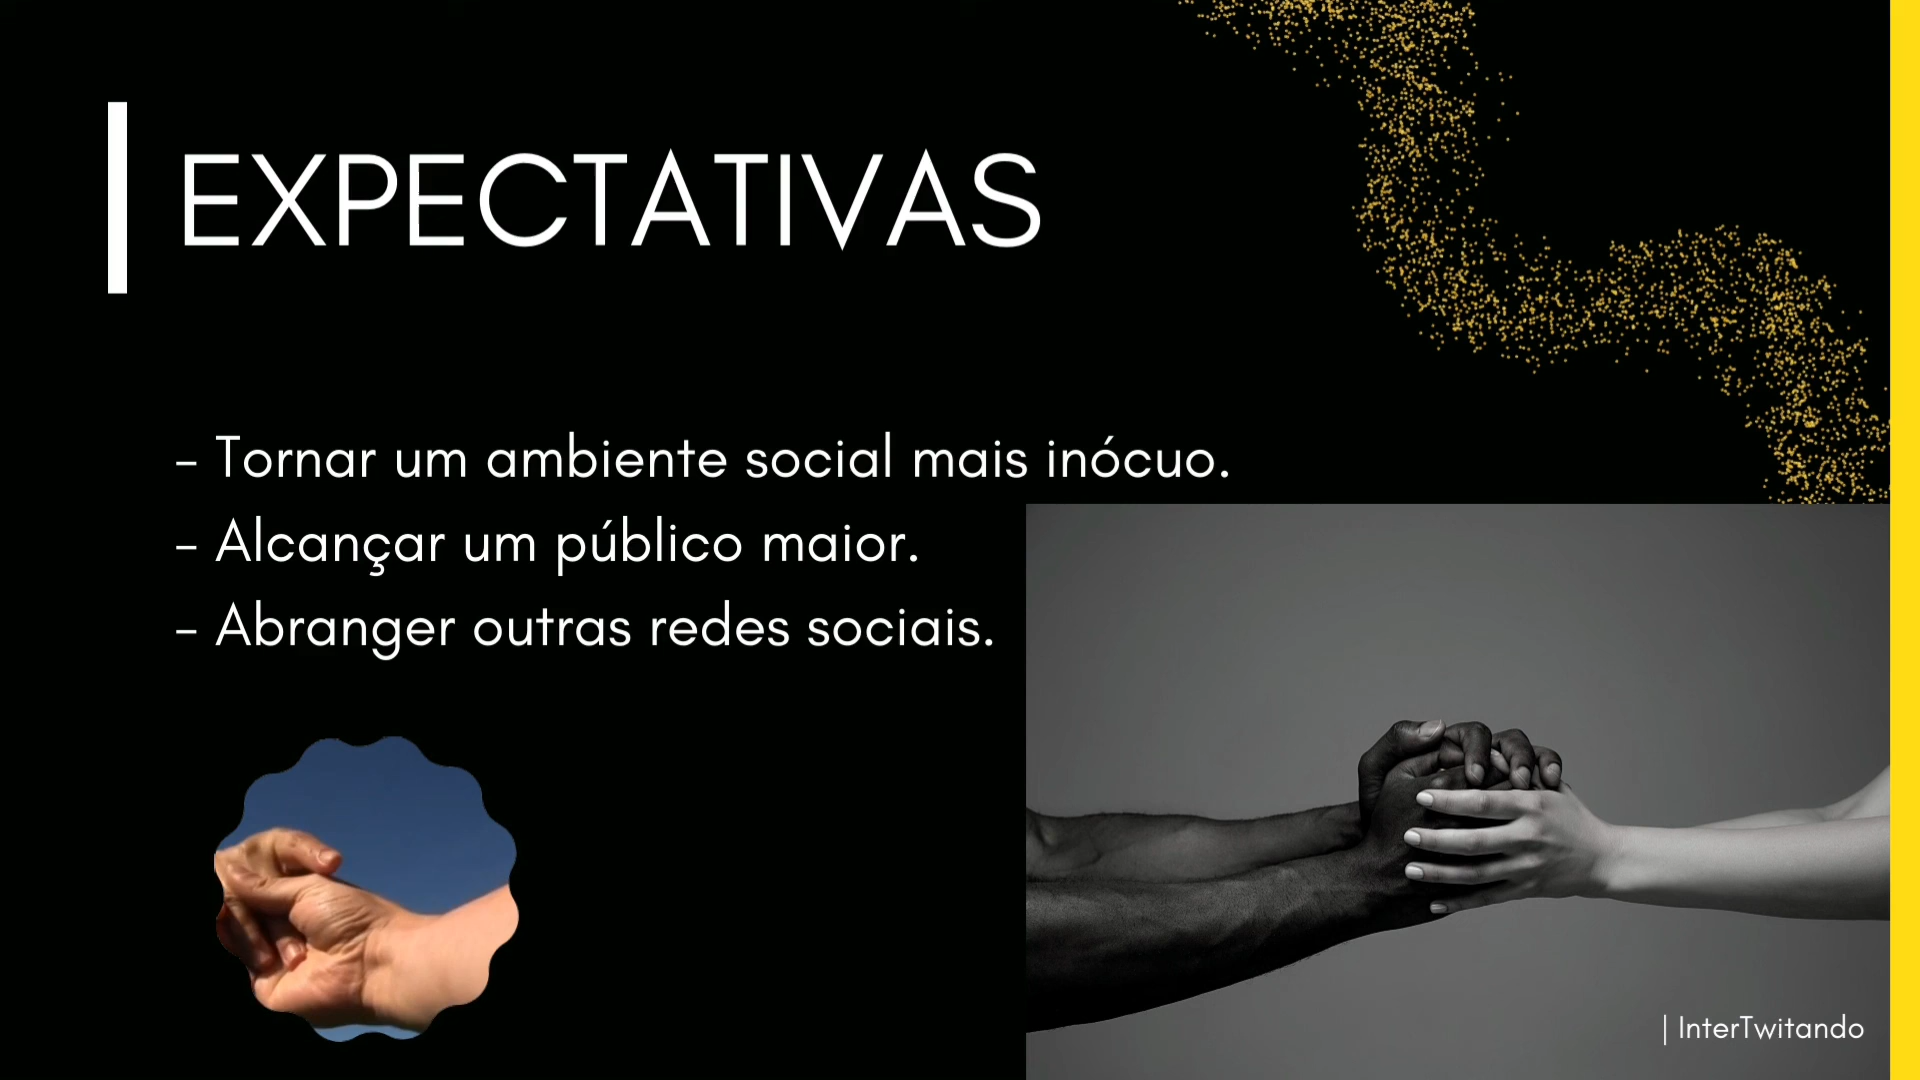 EXPECTATIVAS
- Tornar um ambiente social mais inócuo.
- Alcançar um público maior.
- Abranger outras redes sociais.
| InterTwitando